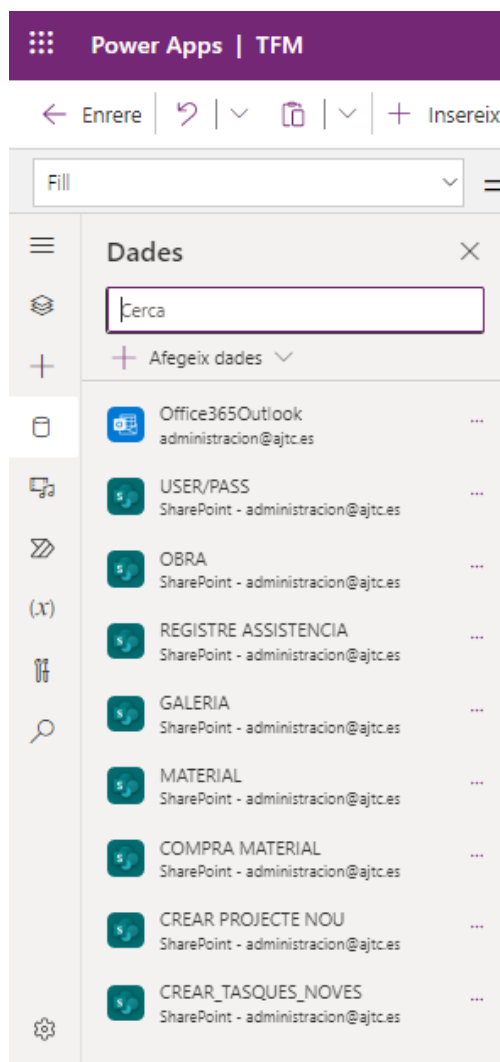 Power Apps | TFM
Enrere
Insereix
Fill
=
Dades
Cerca
Afegeix dades
Office365Outlook
administracion@ajtc.es
USER/PASS
SharePoint - administracion@ajtc.es
OBRA
SharePoint - administracion@ajtc.es
REGISTRE ASSISTENCIA
SharePoint - administracion@ajtc.es
(x)
GALERIA
SharePoint - administracion@ajtc.es
MATERIAL
SharePoint - administracion@ajtc.es
COMPRA MATERIAL
SharePoint - administracion@ajtc.es
CREAR PROJECTE NOU
SharePoint - administracion@ajtc.es
CREAR_TASQUES_NOVES
SharePoint - administracion@ajtc.es